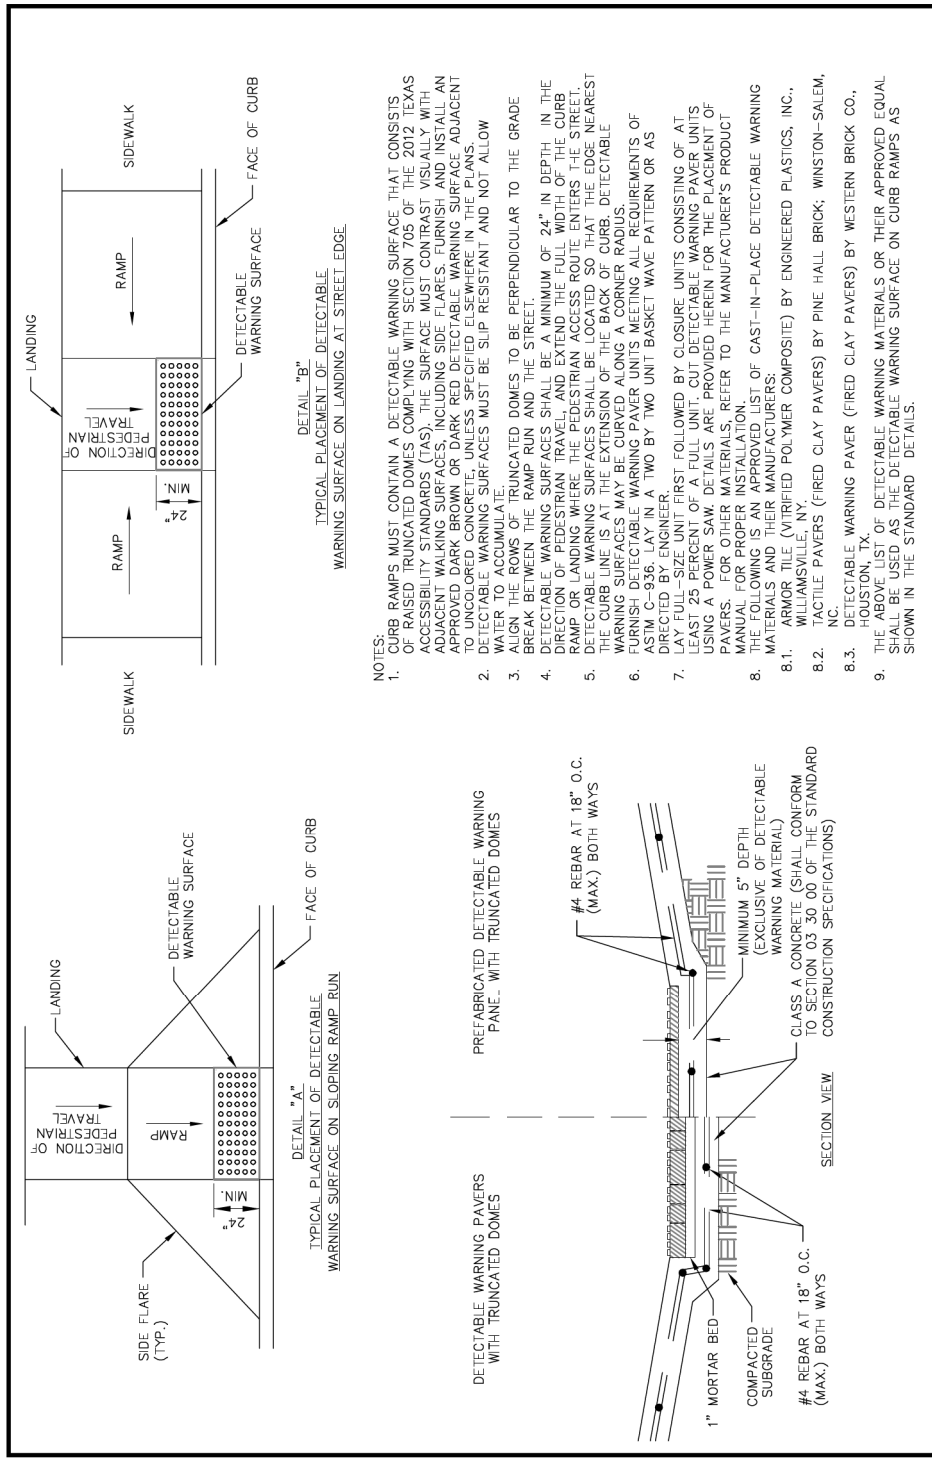 DIRECTION OF
PEDESTRIAN
TRAVEL
LANDING
RAMP
24"
MIN.
SIDE FLARE
(TYP.)
DETECTABLE
WARNING SURFACE
FACE OF CURB
DETAIL "A"
TYPICAL PLACEMENT OF DETECTABLE
WARNING SURFACE ON SLOPING RAMP RUN
SIDEWALK
RAMP
24"
MIN.
DIRECTION OF
PEDESTRIAN
TRAVEL
LANDING
RAMP
SIDEWALK
DETECTABLE
WARNING SURFACE
FACE OF CURB
DETAIL "B"
TYPICAL PLACEMENT OF DETECTABLE
WARNING SURFACE ON LANDING AT STREET EDGE
DETECTABLE WARNING PAVERS
WITH TRUNCATED DOMES
PREFABRICATED DETECTABLE WARNING
PANE_ WITH TRUNCATED DOMES
#4 REBAR AT 18" O.C.
(MAX.) BOTH WAYS
1" MORTAR BED
COMPACTED
SUBGRADE
#4 REBAR AT 18" O.C.
(MAX.) BOTH WAYS
MINIMUM 5" DEPTH
(EXCLUSIVE OF DETECTABLE
WARNING MATERIAL)
CLASS A CONCRETE (SHALL CONFORM
TO SECTION 03 30 00 OF THE STANDARD
CONSTRUCTION SPECIFICATIONS)
SECTION VIEW
NOTES:
1. CURB RAMPS MUST CONTAIN A DETECTABLE WARNING SURFACE THAT CONSISTS
OF RAISED TRUNCATED DOMES COMPLYING WITH SECTION 705 OF THE 2012 TEXAS
ACCESSIBILITY STANDARDS (TAS). THE SURFACE MUST CONTRAST VISUALLY WITH
ADJACENT WALKING SURFACES, INCLUDING SIDE FLARES. FURNISH AND INSTALL AN
APPROVED DARK BROWN OR DARK RED DETECTABLE WARNING SURFACE ADJACENT
TO UNCOLORED CONCRETE, UNLESS SPECIFIED ELSEWHERE IN THE PLANS.
2. DETECTABLE WARNING SURFACES MUST BE SLIP RESISTANT AND NOT ALLOW
WATER TO ACCUMULATE.
3. ALIGN THE ROWS OF TRUNCATED DOMES TO BE PERPENDICULAR TO THE GRADE
BREAK BETWEEN THE RAMP RUN AND THE STREET.
4. DETECTABLE WARNING SURFACES SHALL BE A MINIMUM OF 24" IN DEPTH IN THE
DIRECTION OF PEDESTRIAN TRAVEL, AND EXTEND THE FULL WIDTH OF THE CURB
RAMP OR LANDING WHERE THE PEDESTRIAN ACCESS ROUTE ENTERS THE STREET.
5. DETECTABLE WARNING SURFACES SHALL BE LOCATED SO THAT THE EDGE NEAREST
THE CURB LINE IS AT THE EXTENSION OF THE BACK OF CURB. DETECTABLE
WARNING SURFACES MAY BE CURVED ALONG A CORNER RADIUS.
6. FURNISH DETECTABLE WARNING PAVER UNITS MEETING ALL REQUIREMENTS OF
ASTM C-936. LAY IN A TWO BY TWO UNIT BASKET WAVE PATTERN OR AS
DIRECTED BY ENGINEER.
7. LAY FULL-SIZE UNIT FIRST FOLLOWED BY CLOSURE UNITS CONSISTING OF AT
LEAST 25 PERCENT OF A FULL UNIT. CUT DETECTABLE WARNING PAVER UNITS
USING A POWER SAW. DETAILS ARE PROVIDED HEREIN FOR THE PLACEMENT OF
PAVERS. FOR OTHER MATERIALS, REFER TO THE MANUFACTURER'S PRODUCT
MANUAL FOR PROPER INSTALLATION.
8. THE FOLLOWING IS AN APPROVED LIST OF CAST-IN-PLACE DETECTABLE WARNING
MATERIALS AND THEIR MANUFACTURERS:
8.1. ARMOR TILE (VITRIFIED POLYMER COMPOSITE) BY ENGINEERED PLASTICS, INC.,
WILLIAMSVILLE, NY.
8.2. TACTILE PAVERS (FIRED CLAY PAVERS) BY PINE HALL BRICK; WINSTON-SALEM,
NC.
8.3. DETECTABLE WARNING PAVER (FIRED CLAY PAVERS) BY WESTERN BRICK CO.,
HOUSTON, TX.
9. THE ABOVE LIST OF DETECTABLE WARNING MATERIALS OR THEIR APPROVED EQUAL
SHALL BE USED AS THE DETECTABLE WARNING SURFACE ON CURB RAMPS AS
SHOWN IN THE STANDARD DETAILS.